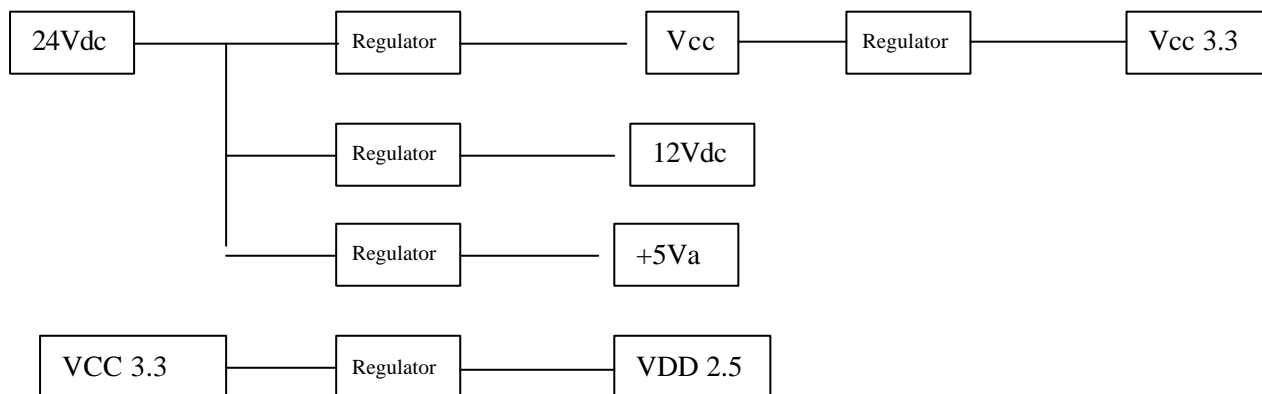 24Vdc Regulator Vcc Regulator Vcc 3.3
Regulator 12Vdc
Regulator +5Va
VCC 3.3 Regulator VDD 2.5